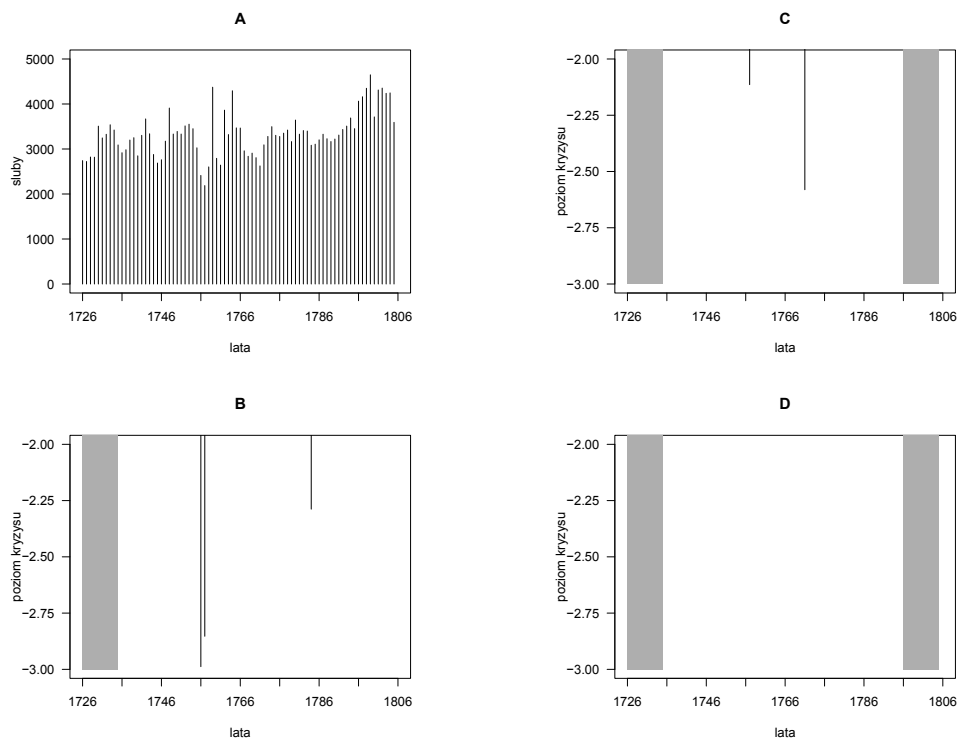 A
sluby
5000
4000
3000
2000
1000
0
1726 1746 1766 1786 1806
lata
C
poziom kryzysu
−2.00
−2.25
−2.50
−2.75
−3.00
1726 1746 1766 1786 1806
lata
B
poziom kryzysu
−2.00
−2.25
−2.50
−2.75
−3.00
1726 1746 1766 1786 1806
lata
D
poziom kryzysu
−2.00
−2.25
−2.50
−2.75
−3.00
1726 1746 1766 1786 1806
lata